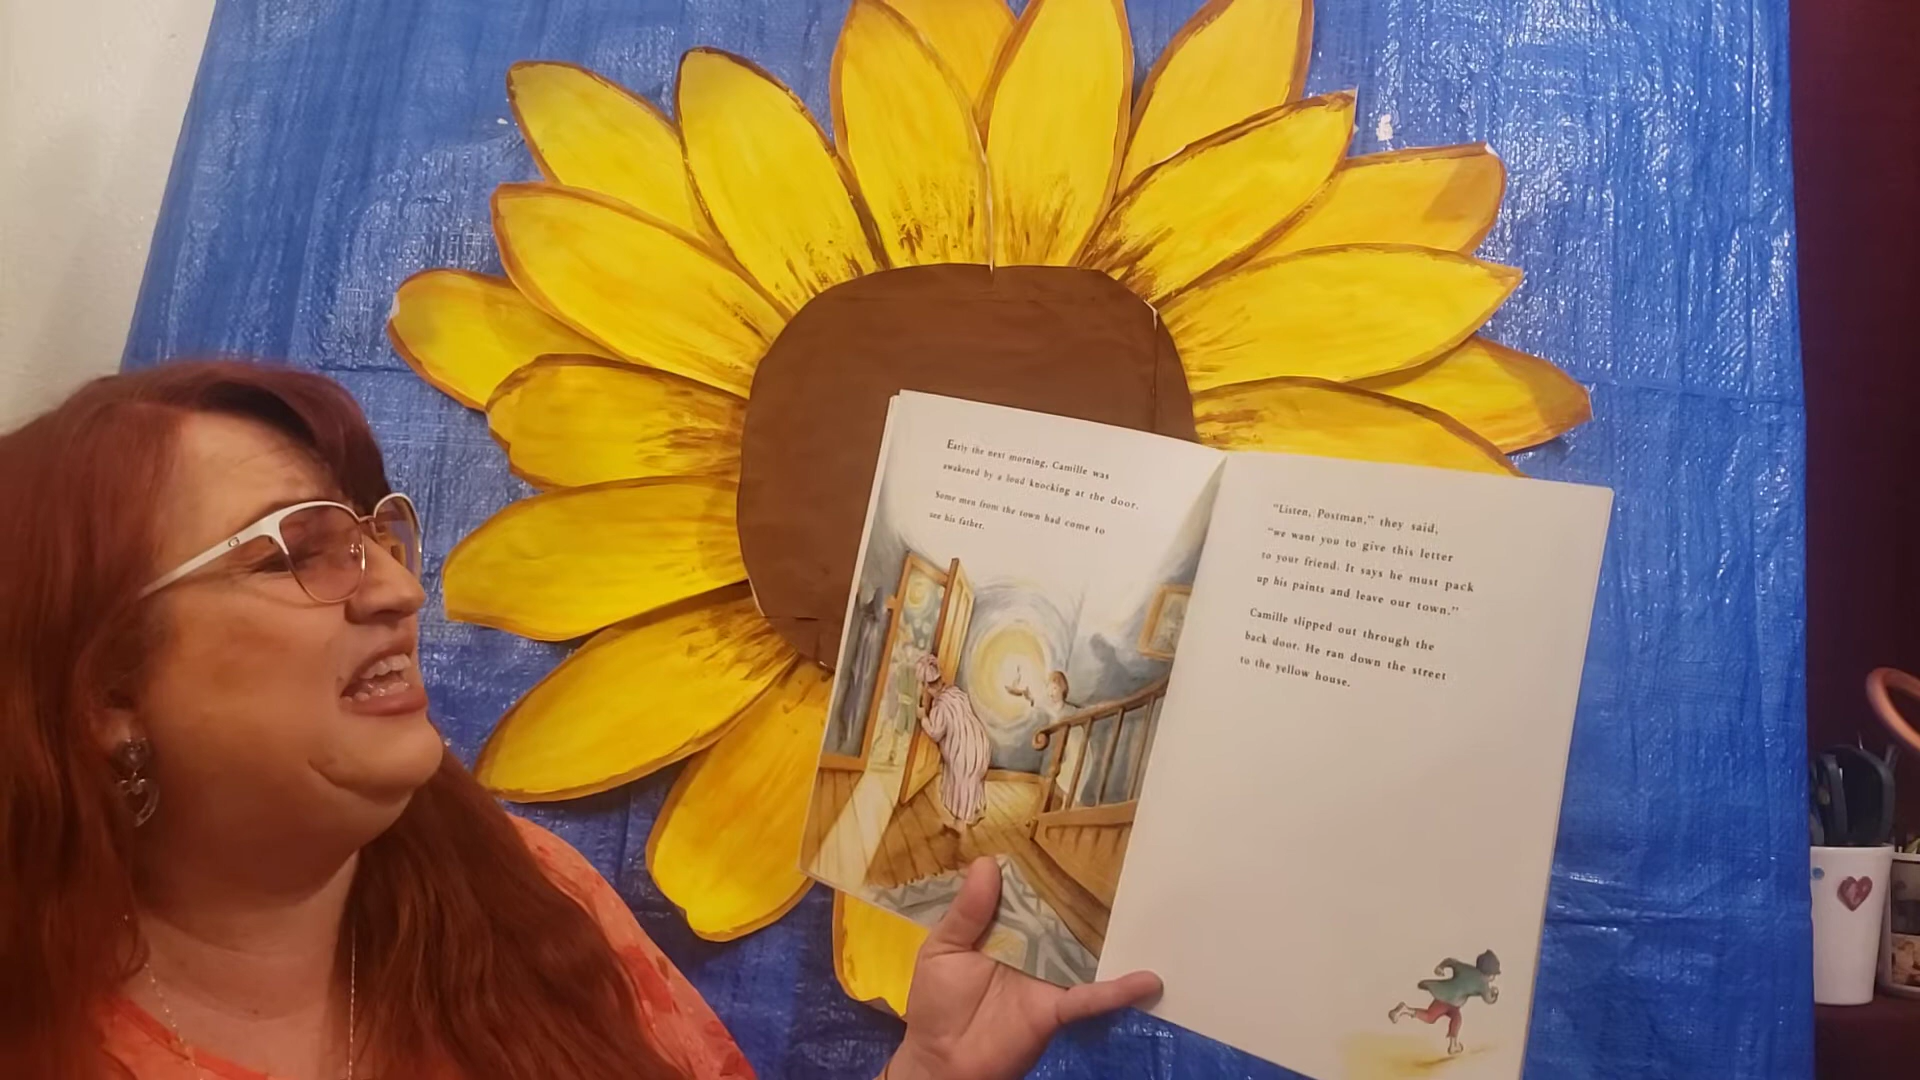 Early the next morning, Camille was
awakened by a loud knocking at the door.
Some men from the town had come to
see his father.
"Listen, Postman," they said,
"we want you to give this letter
to your friend. It says he must pack
up his paints and leave our town."
Camille slipped out through the
back door. He ran down the street
to the yellow house.